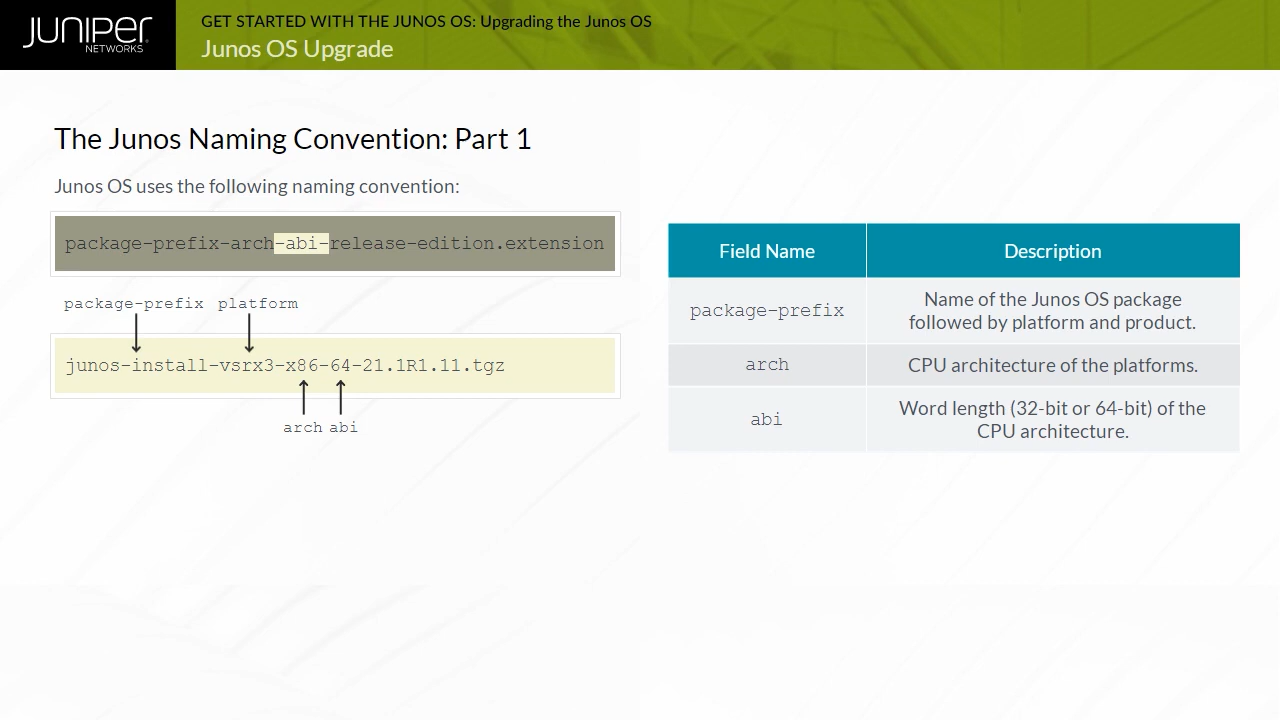 JUNIPER
NETWORKS
GET STARTED WITH THE JUNOS OS: Upgrading the Junos OS
Junos OS Upgrade
The Junos Naming Convention: Part 1
Junos OS uses the following naming convention:
package-prefix-arch-abi-release-edition.extension
package-prefix platform
junos-install-vsrx3-x86-64-21.1R1.11.tgz
arch abi
Field Name Description
package-prefix Name of the Junos OS package
followed by platform and product.
arch CPU architecture of the platforms.
abi Word length (32-bit or 64-bit) of the
CPU architecture.